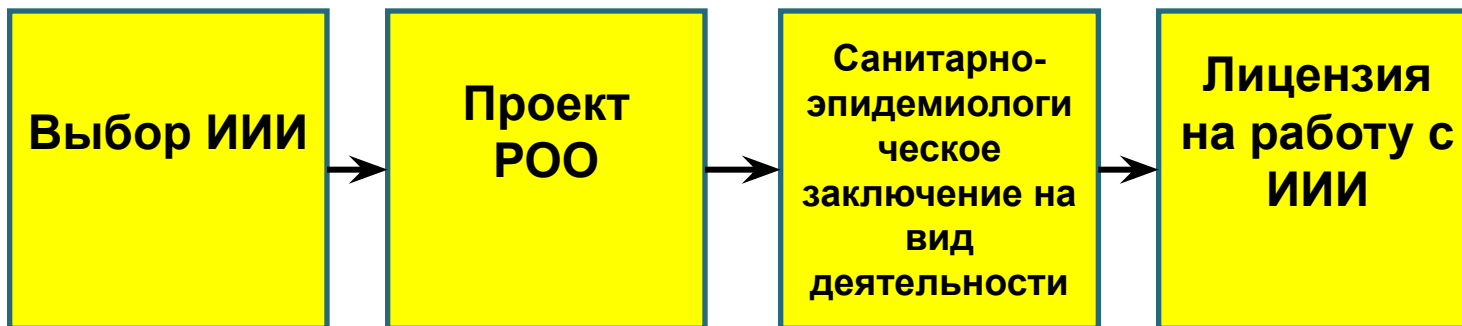 Выбор ИИИ
Проект
РОО
Санитарно-
эпидемиологи
ческое
заключение на
вид
деятельности
Лицензия
на работу с
ИИИ